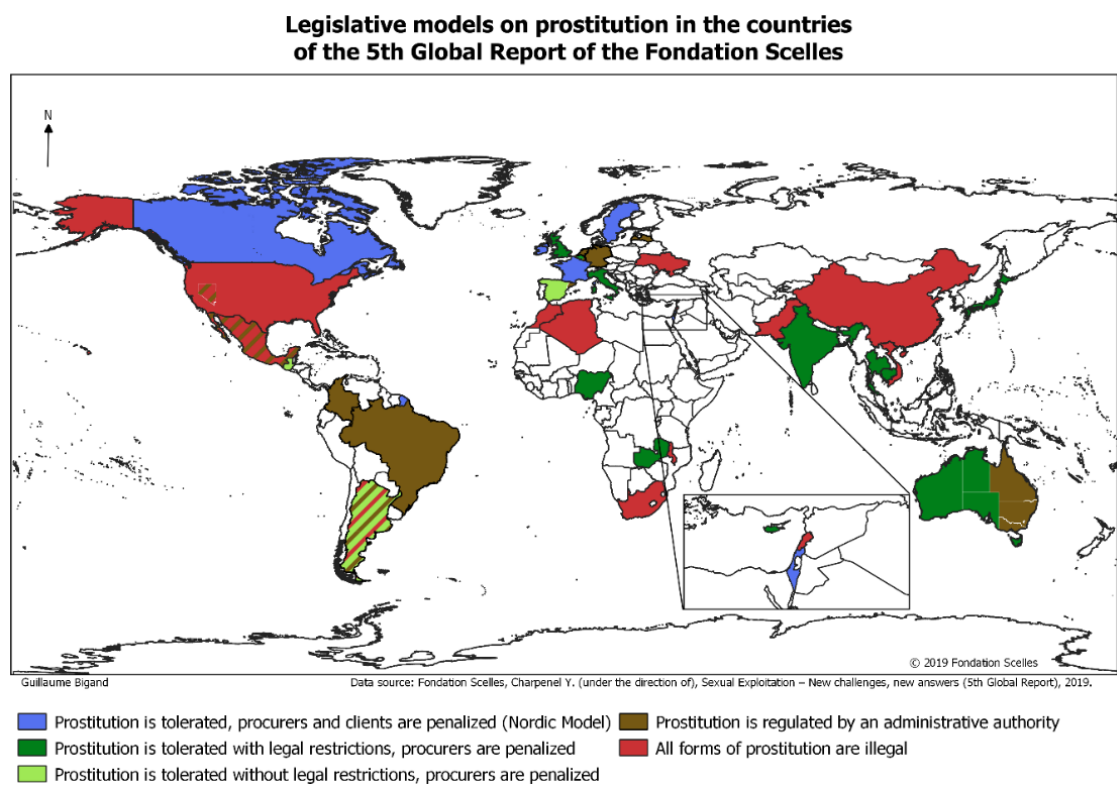 Legislative models on prostitution in the countries
of the 5th Global Report of the Fondation Scelles
N
© 2019 Fondation Scelles
Guillaume Bigand
Data source: Fondation Scelles, Charpenel Y. (under the direction of), Sexual Exploitation – New challenges, new answers (5th Global Report), 2019.
Prostitution is tolerated, procurers and clients are penalized (Nordic Model)
Prostitution is tolerated with legal restrictions, procurers are penalized
Prostitution is tolerated without legal restrictions, procurers are penalized
Prostitution is regulated by an administrative authority
All forms of prostitution are illegal